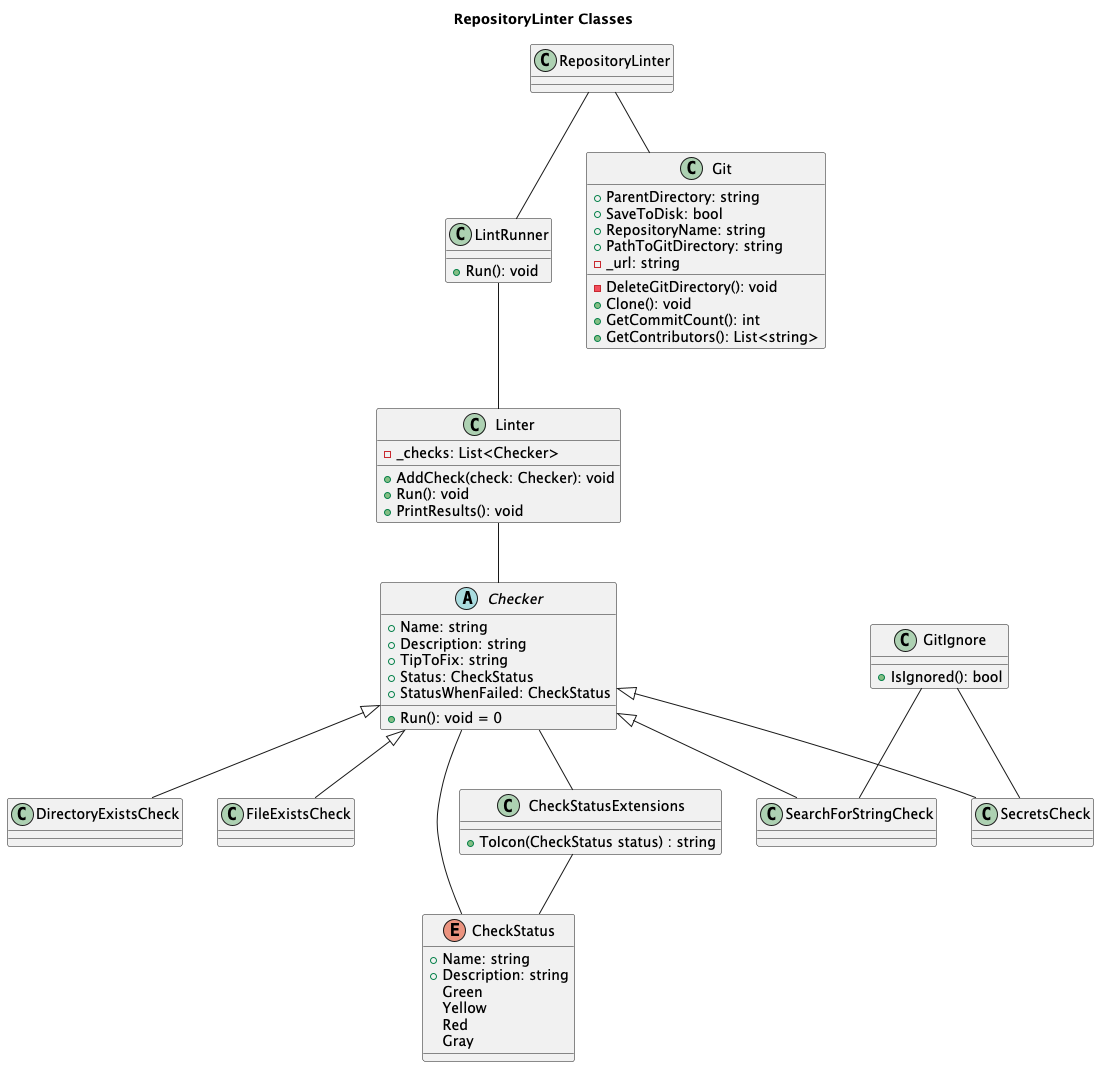 RepositoryLinter Classes
C RepositoryLinter
C Git
ParentDirectory: string
SaveToDisk: bool
RepositoryName: string
PathToGitDirectory: string
_url: string
DeleteGitDirectory(): void
Clone(): void
GetCommitCount(): int
GetContributors(): List<string>
C LintRunner
Run(): void
C Linter
_checks: List<Checker>
AddCheck(check: Checker): void
Run(): void
PrintResults(): void
A Checker
Name: string
Description: string
TipToFix: string
Status: CheckStatus
StatusWhenFailed: CheckStatus
Run(): void = 0
C GitIgnore
IsIgnored(): bool
C DirectoryExistsCheck
C FileExistsCheck
C CheckStatusExtensions
ToIcon(CheckStatus status) : string
C SearchForStringCheck
C SecretsCheck
E CheckStatus
Name: string
Description: string
Green
Yellow
Red
Gray